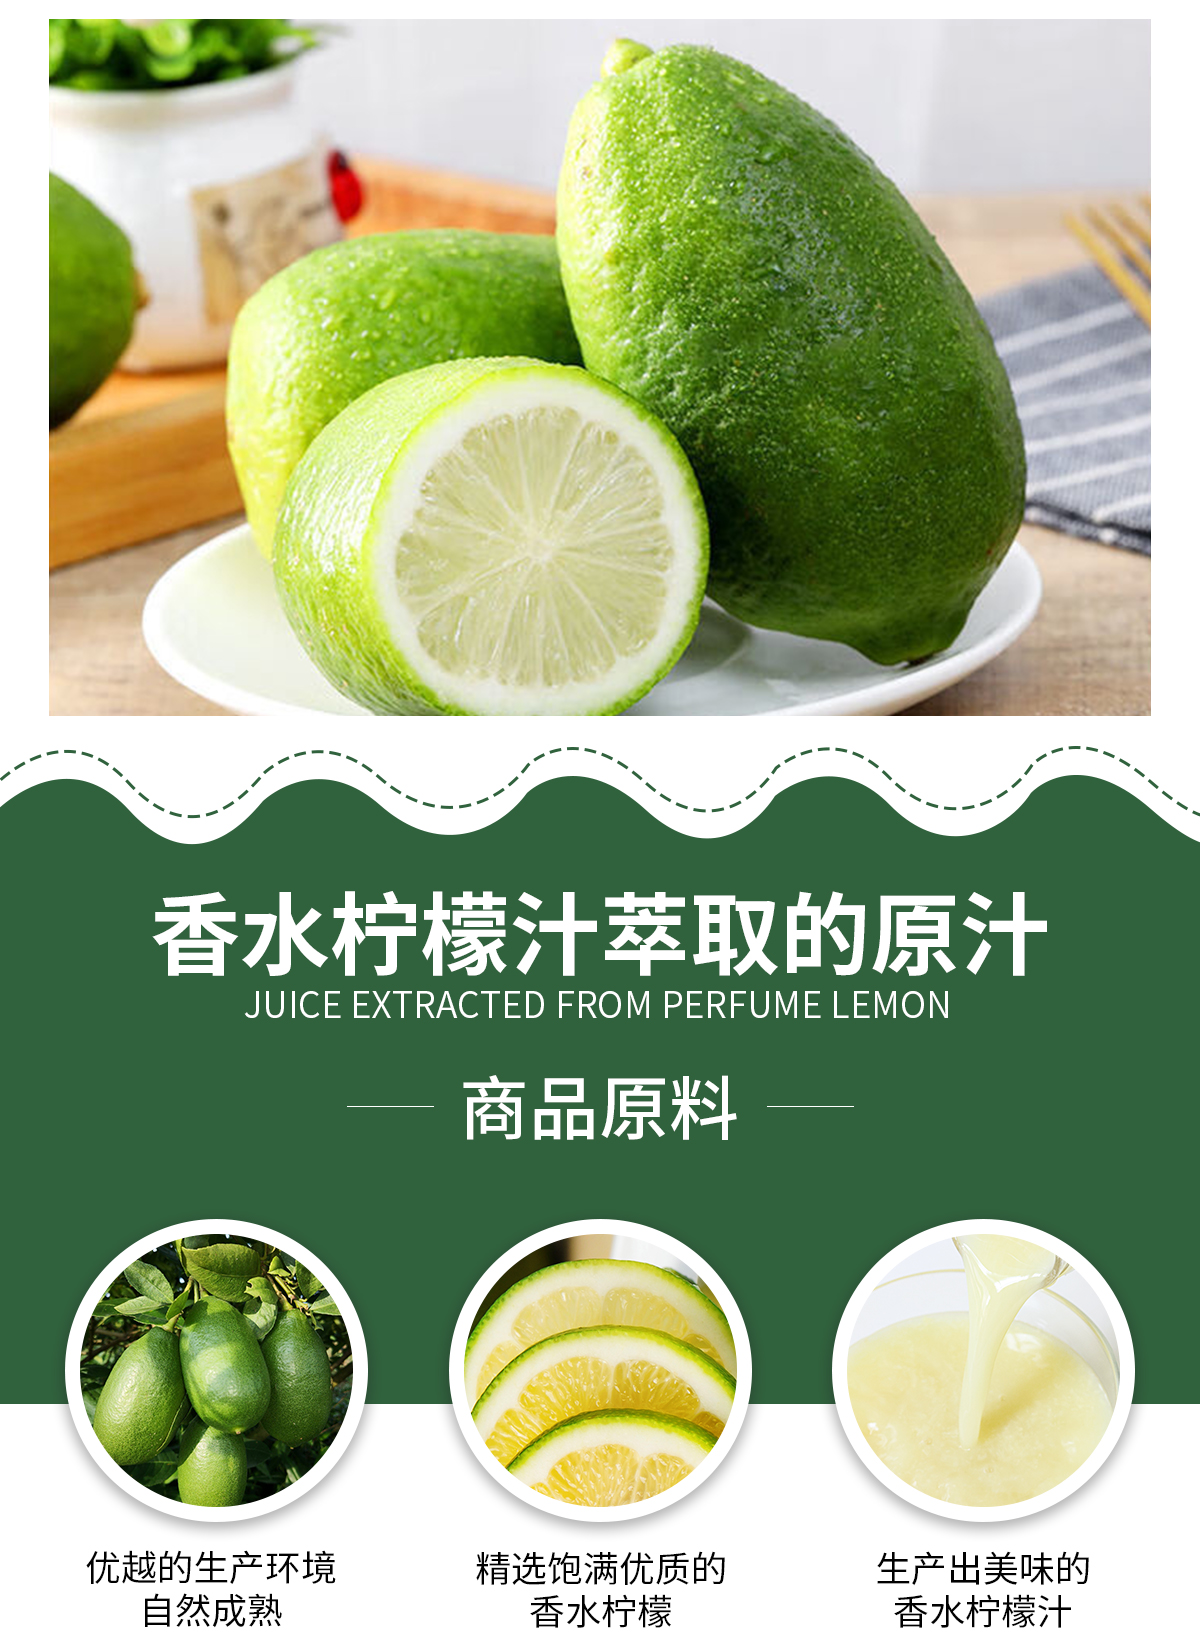 香水柠檬汁萃取的原汁
JUICE EXTRACTED FROM PERFUME LEMON
商品原料
优越的生产环境
自然成熟
精选饱满优质的
香水柠檬
生产出美味的
香水柠檬汁